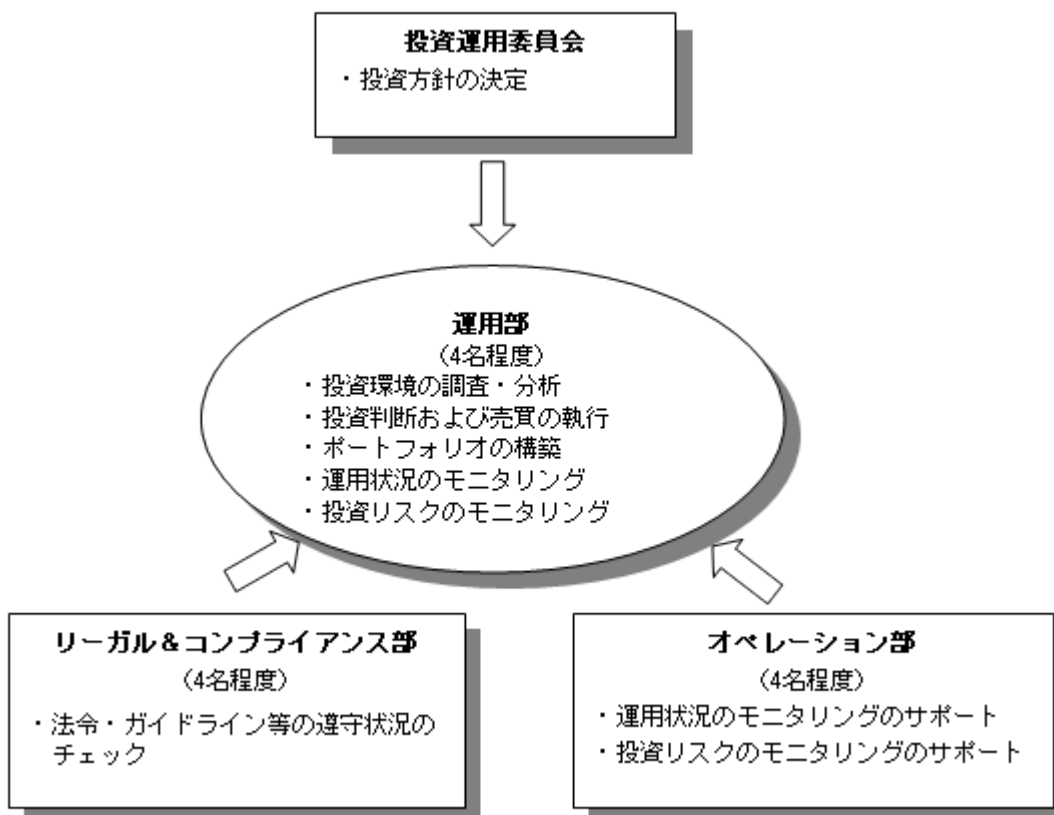 投資運用委員会
・投資方針の決定
運用部
(4名程度)
・投資環境の調査・分析
・投資判断および売買の執行
・ポートフォリオの構築
・運用状況のモニタリング
・投資リスクのモニタリング
リーガル＆コンプライアンス部
(4名程度)
・法令・ガイドライン等の遵守状況の
チェック
オペレーション部
(4名程度)
・運用状況のモニタリングのサポート
・投資リスクのモニタリングのサポート